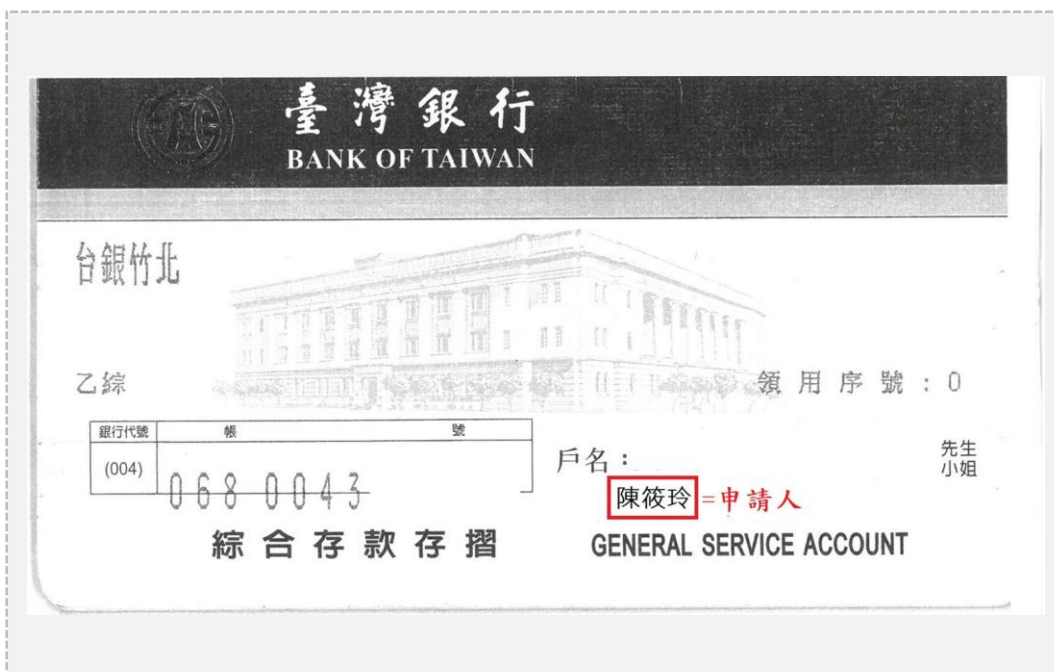 臺灣銀行
BANK OF TAIWAN
台銀竹北
乙綜
領用序號:0
銀行代號 帳 號
(004) 068 0043
戶名:
先生
小姐
陳筱玲=申請人
綜合存款存摺
GENERAL SERVICE ACCOUNT